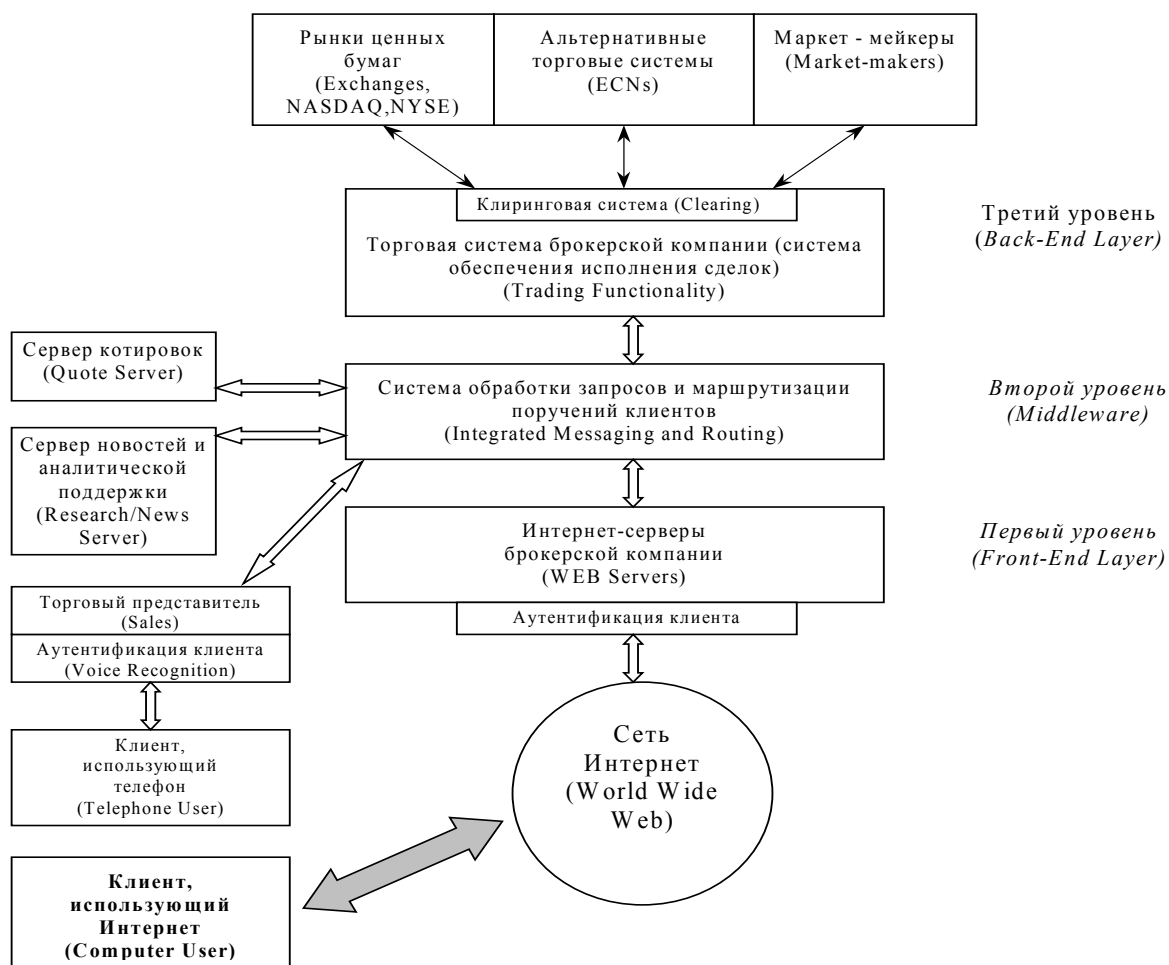 Рынки ценных
бумаг
(Exchanges,
NASDAQ,NYSE)
Альтернативные
торговые системы
(ECNs)
Маркет - мейкеры
(Market-makers)
Клиринговая система (Clearing)
Торговая система брокерской компании (система
обеспечения исполнения сделок)
(Trading Functionality)
Третий уровень
(Back-End Layer)
Сервер котировок
(Quote Server)
Система обработки запросов и маршрутизации
поручений клиентов
(Integrated Messaging and Routing)
Второй уровень
(Middleware)
Сервер новостей и
аналитической
поддержки
(Research/News
Server)
Интернет-серверы
брокерской компании
(WEB Servers)
Первый уровень
(Front-End Layer)
Аутентификация клиента
Торговый представитель
(Sales)
Аутентификация клиента
(Voice Recognition)
Клиент,
использующий
телефон
(Telephone User)
Сеть
Интернет
(World Wide
Web)
Клиент,
использующий
Интернет
(Computer User)